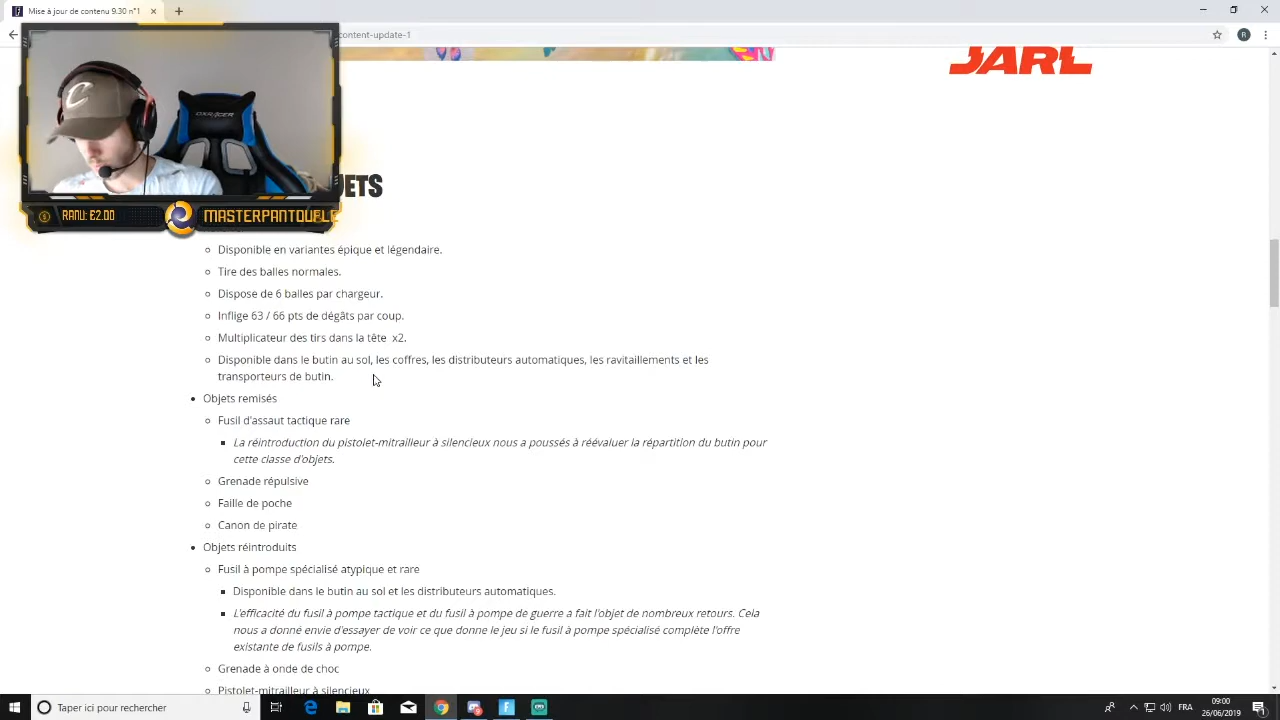 Mise à jour de contenu 9.30 n°1
content-update-1
R
JARL
JETS
OXRACER
C
RANU: £2.00
MASTERPANTOUFLE
Disponible en variantes épique et légendaire.
Tire des balles normales.
Dispose de 6 balles par chargeur.
Inflige 63 / 66 pts de dégâts par coup.
Multiplicateur des tirs dans la tête  x2.
Disponible dans le butin au sol, les coffres, les distributeurs automatiques, les ravitaillements et les
transporteurs de butin.
Objets remisés
Fusil d'assaut tactique rare
La réintroduction du pistolet-mitrailleur à silencieux nous a poussés à réévaluer la répartition du butin pour
cette classe d'objets.
Grenade répulsive
Faille de poche
Canon de pirate
Objets réintroduits
Fusil à pompe spécialisé atypique et rare
Disponible dans le butin au sol et les distributeurs automatiques.
L'efficacité du fusil à pompe tactique et du fusil à pompe de guerre a fait l'objet de nombreux retours. Cela
nous a donné envie d'essayer de voir ce que donne le jeu si le fusil à pompe spécialisé complète l'offre
existante de fusils à pompe.
Grenade à onde de choc
Pistolet-mitrailleur à silencieux
Taper ici pour rechercher
FRA
09:00
26/06/2019